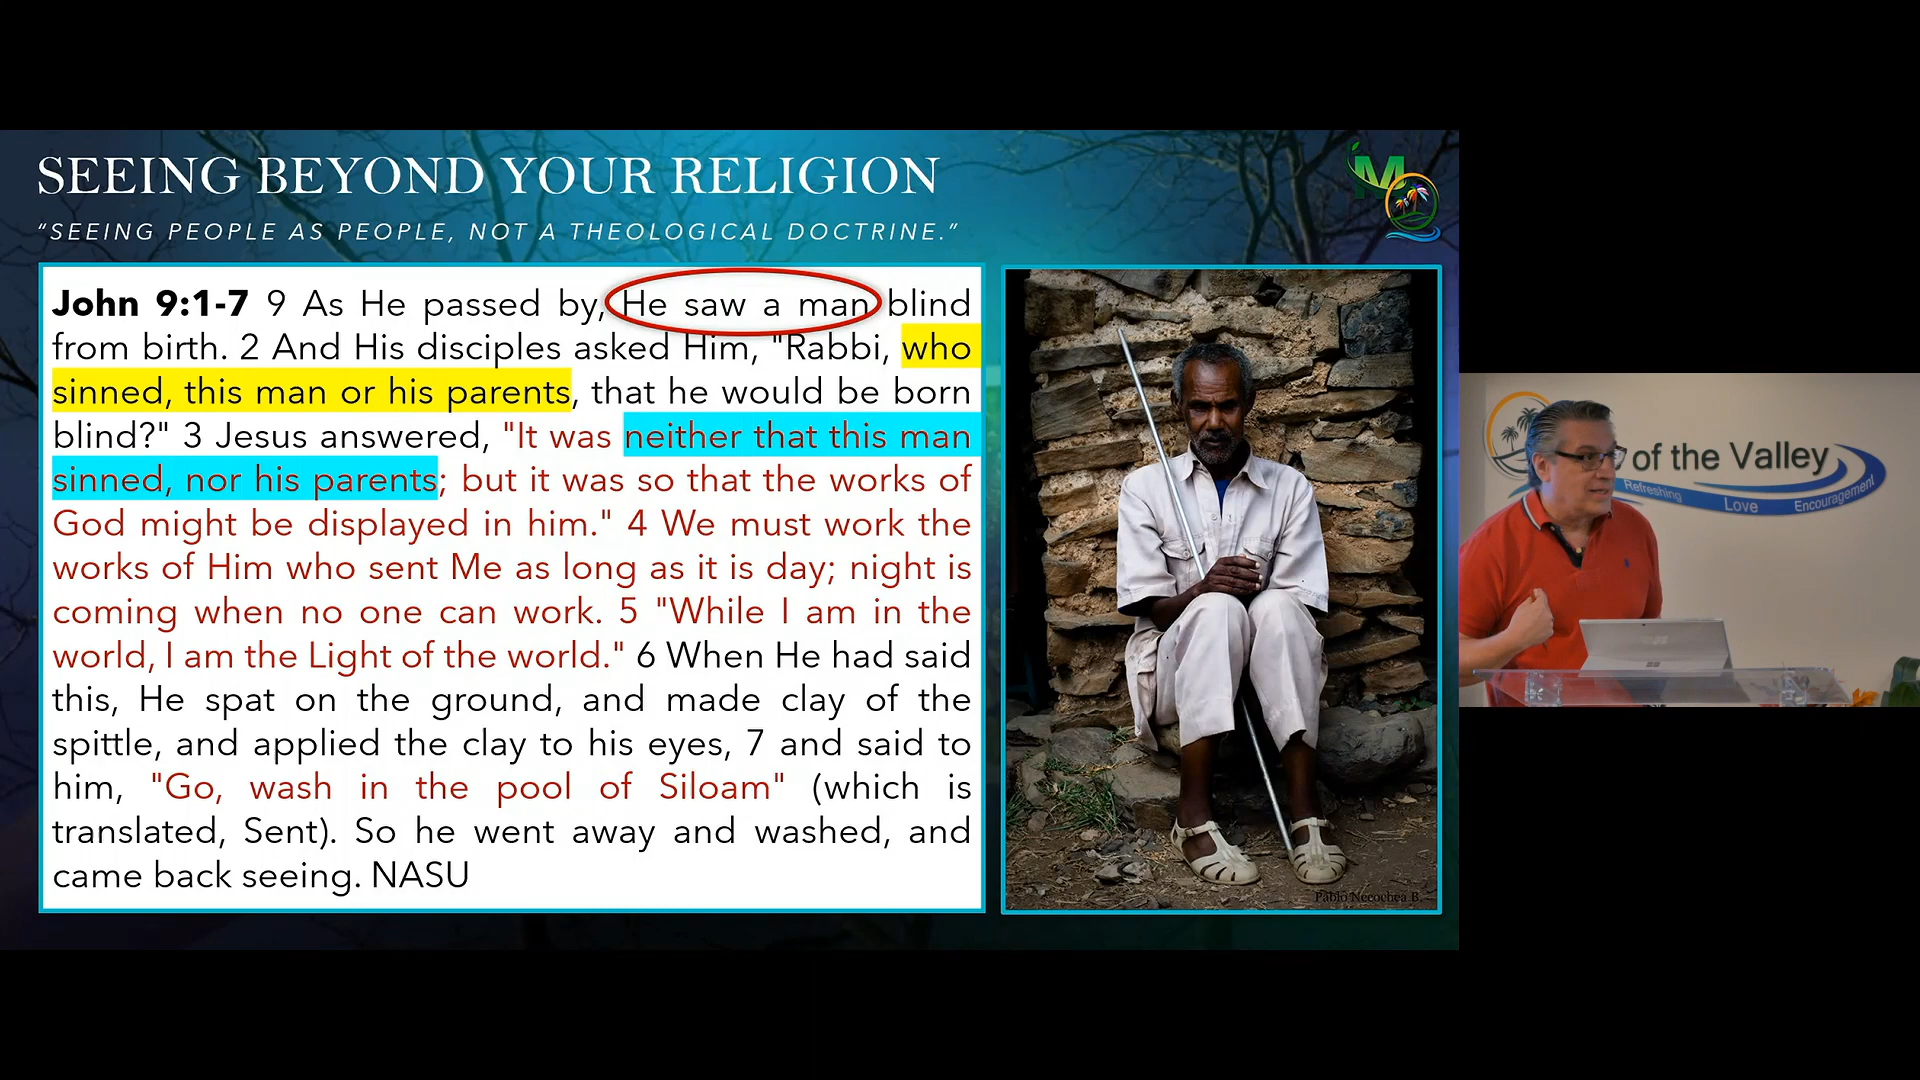 SEEING BEYOND YOUR RELIGION
"SEEING PEOPLE AS PEOPLE, NOT A THEOLOGICAL DOCTRINE."
John 9:1-7 9 As He passed by, He saw a man blind
from birth. 2 And His disciples asked Him, "Rabbi, who
sinned, this man or his parents, that he would be born
blind?" 3 Jesus answered, "It was neither that this man
sinned, nor his parents; but it was so that the works of
God might be displayed in him." 4 We must work the
works of Him who sent Me as long as it is day; night is
coming when no one can work. 5 "While I am in the
world, I am the Light of the world." 6 When He had said
this, He spat on the ground, and made clay of the
spittle, and applied the clay to his eyes, 7 and said to
him, "Go, wash in the pool of Siloam" (which is
translated, Sent). So he went away and washed, and
came back seeing. NASU
M
Pablo Necochea B.
of the Valley
Refreshing
Love
Encouragement